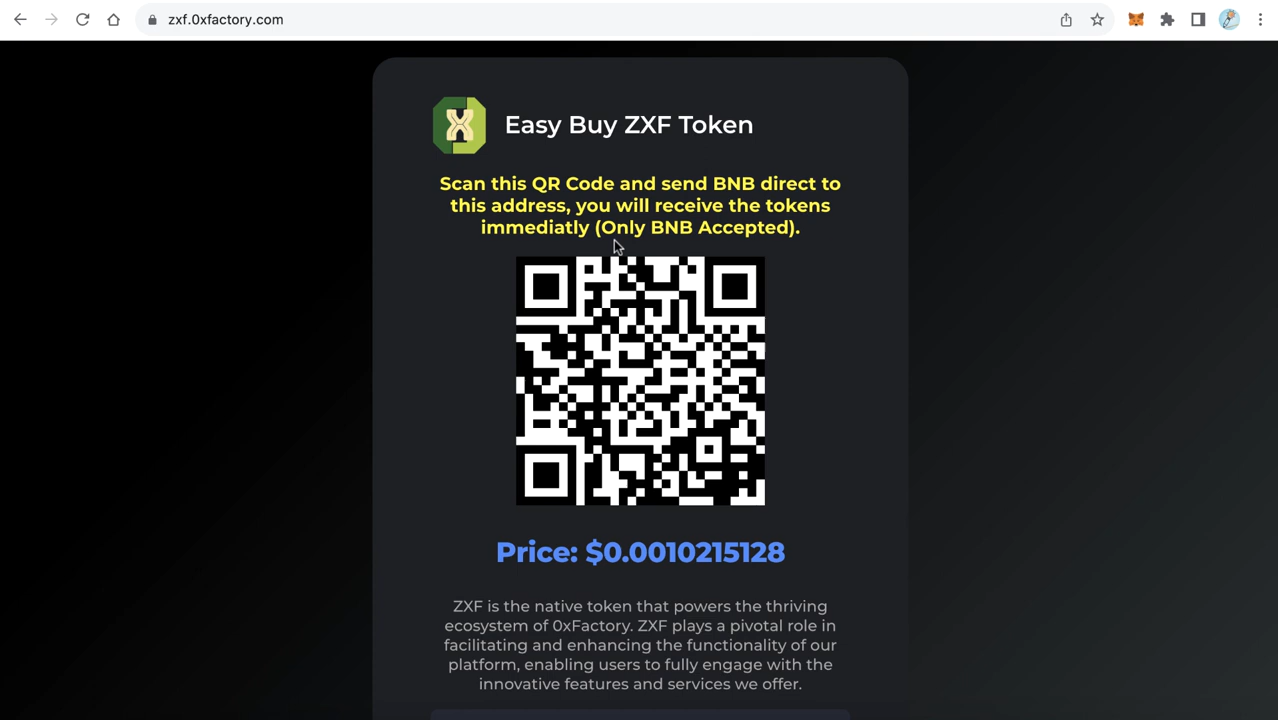 zxf.0xfactory.com
Easy Buy ZXF Token
Scan this QR Code and send BNB direct to
this address, you will receive the tokens
immediatly (Only BNB Accepted).
Price: $0.0010215128
ZXF is the native token that powers the thriving
ecosystem of 0xFactory. ZXF plays a pivotal role in
facilitating and enhancing the functionality of our
platform, enabling users to fully engage with the
innovative features and services we offer.